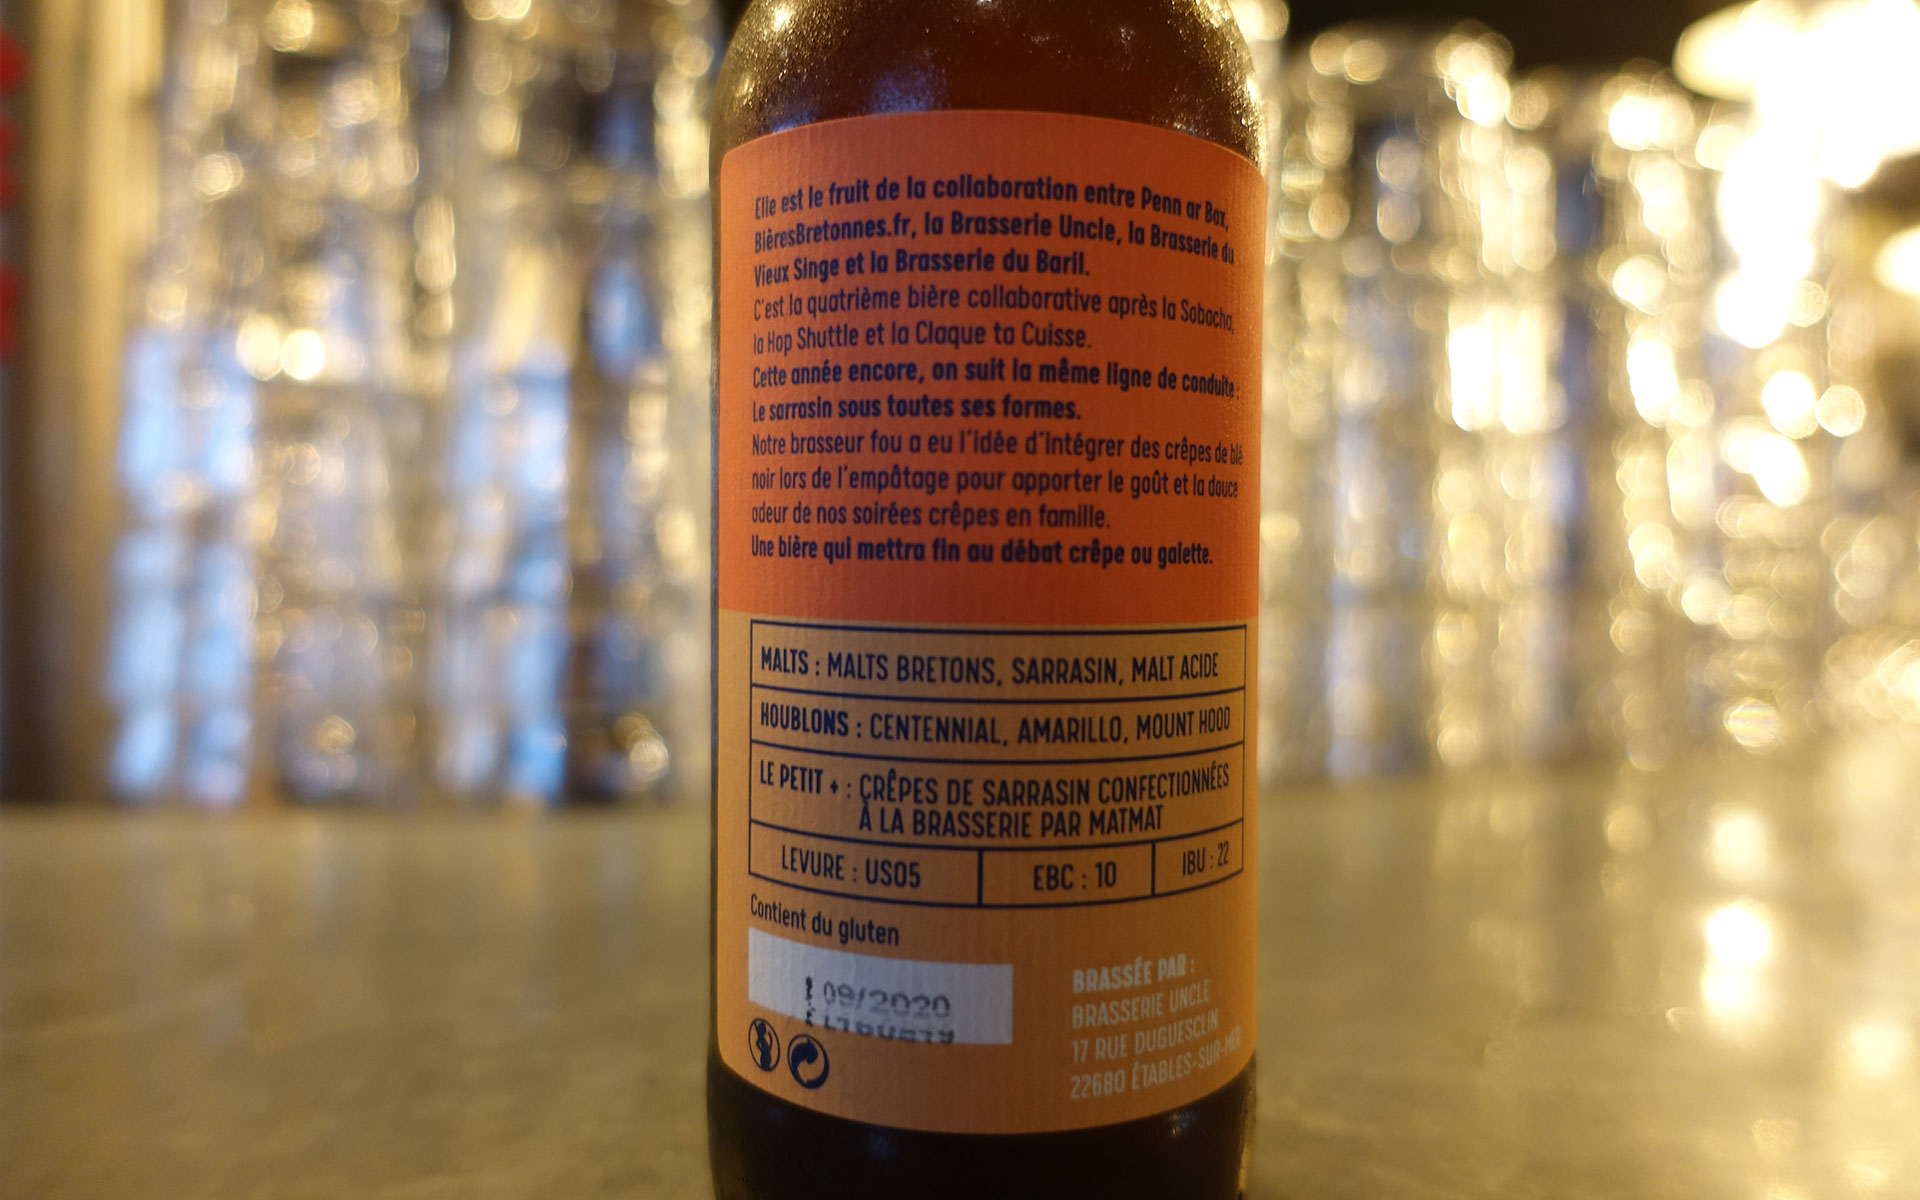 Elle est le fruit de la collaboration entre Penn ar Box,
BièresBretonnes.fr, la Brasserie Uncle, la Brasserie du
Vieux Singe et la Brasserie du Baril.
C'est la quatrième bière collaborative après la Sobacha,
la Hop Shuttle et la Claque ta Cuisse.
Cette année encore, on suit la même ligne de conduite :
Le sarrasin sous toutes ses formes.
Notre brasseur fou a eu l'idée d'intégrer des crêpes de blé
noir lors de l'empâtage pour apporter le goût et la douce
odeur de nos soirées crêpes en famille.
Une bière qui mettra fin au débat crêpe ou galette.
MALTS : MALTS BRETONS, SARRASIN, MALT ACIDE
HOUBLONS : CENTENNIAL, AMARILLO, MOUNT HOOD
LE PETIT + : CRÊPES DE SARRASIN CONFECTIONNÉES
À LA BRASSERIE PAR MATMAT
LEVURE : US05 EBC : 10 IBU : 22
Contient du gluten
09/2020
BRASSÉE PAR :
BRASSERIE UNCLE
17 RUE DUGUESCLIN
22680 ÉTABLES-SUR-MER